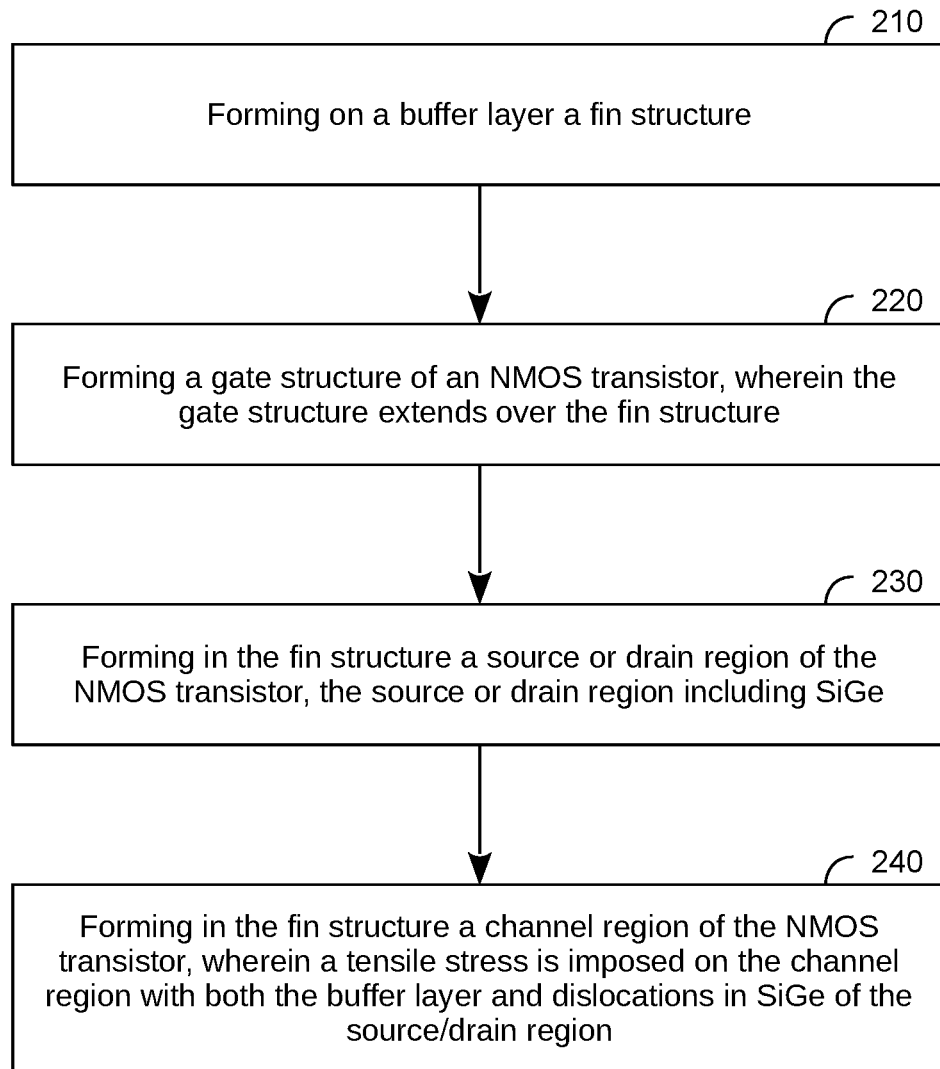 210
Forming on a buffer layer a fin structure
220
Forming a gate structure of an NMOS transistor, wherein the
gate structure extends over the fin structure
230
Forming in the fin structure a source or drain region of the
NMOS transistor, the source or drain region including SiGe
240
Forming in the fin structure a channel region of the NMOS
transistor, wherein a tensile stress is imposed on the channel
region with both the buffer layer and dislocations in SiGe of the
source/drain region